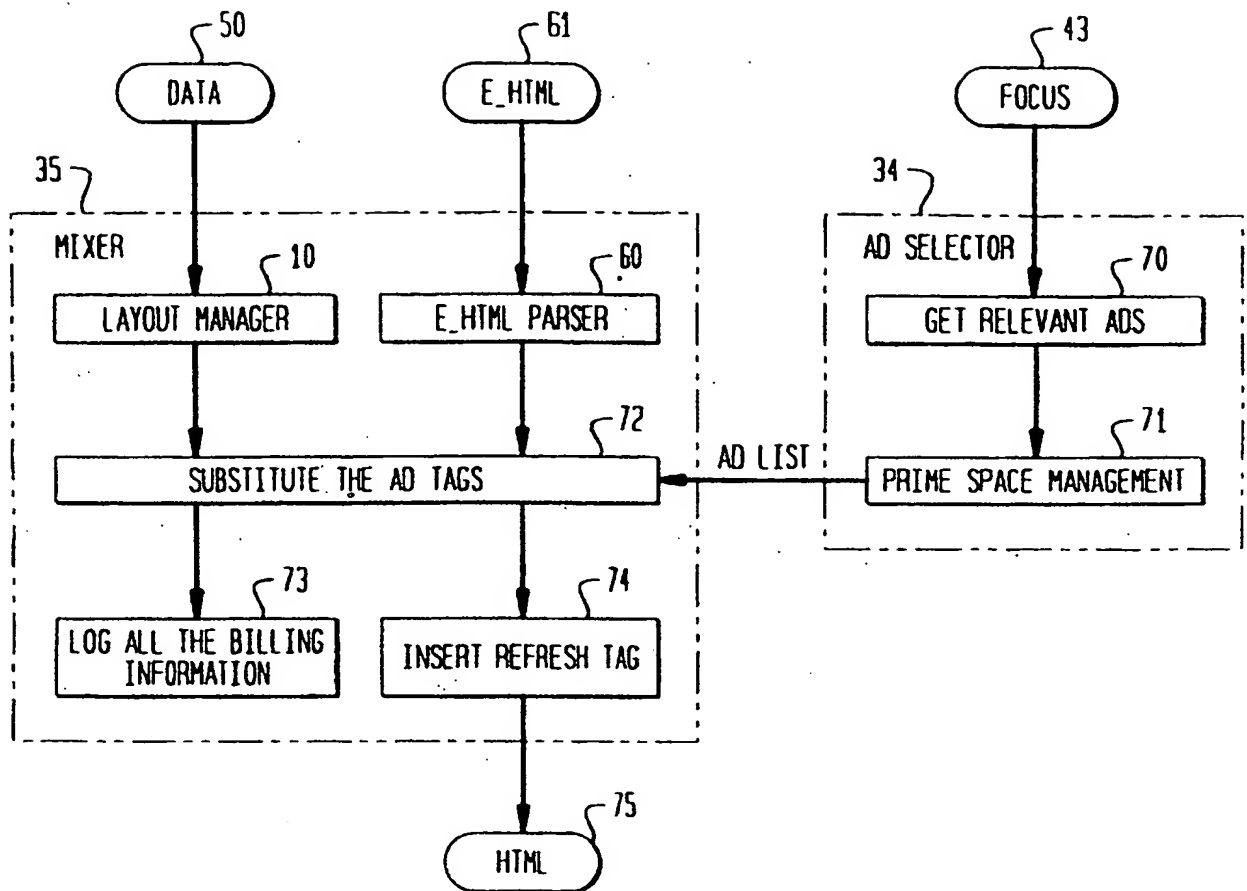 50
61
43
DATA
E_HTML
FOCUS
35
34
MIXER
10
60
AD SELECTOR
70
LAYOUT MANAGER
E_HTML PARSER
GET RELEVANT ADS
72
AD LIST
71
SUBSTITUTE THE AD TAGS
PRIME SPACE MANAGEMENT
73
74
LOG ALL THE BILLING
INFORMATION
INSERT REFRESH TAG
75
HTML